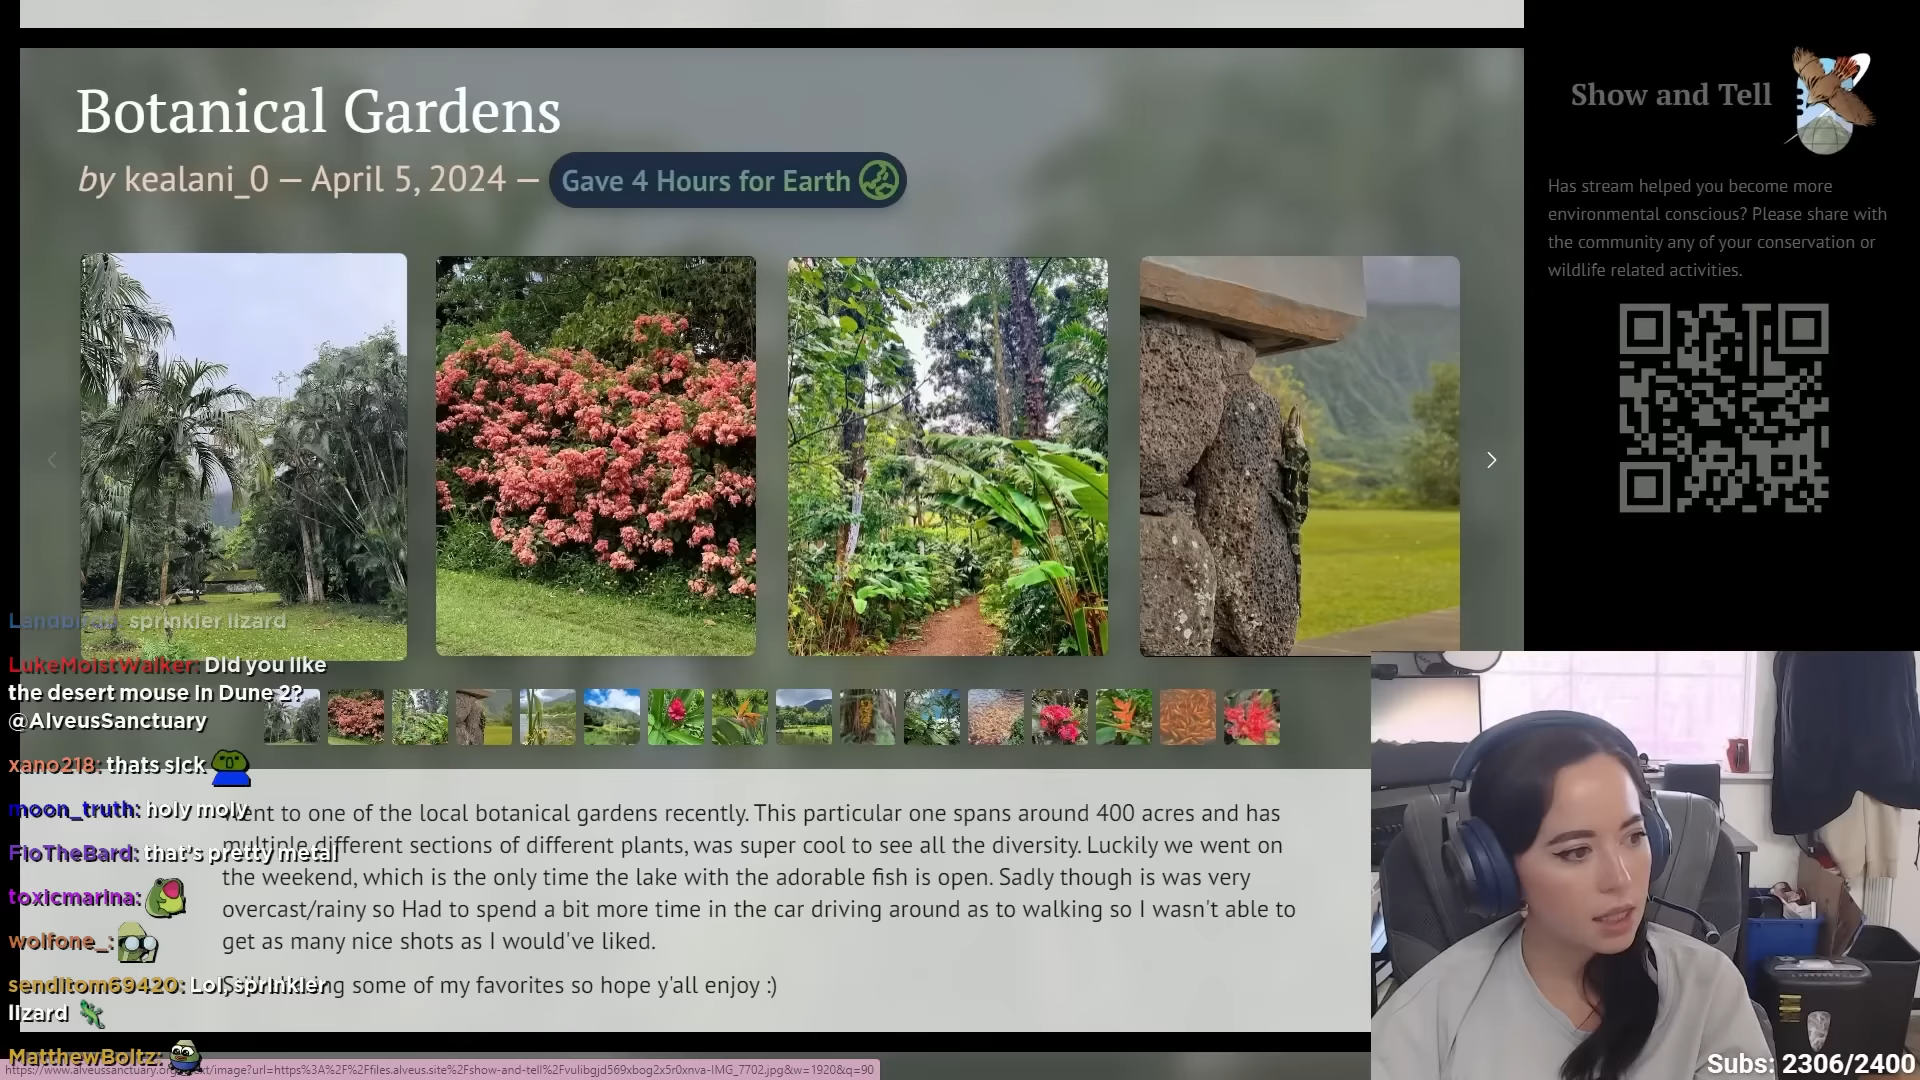 Botanical Gardens
by kealani_0 — April 5, 2024 — Gave 4 Hours for Earth
Show and Tell
Has stream helped you become more
environmental conscious? Please share with
the community any of your conservation or
wildlife related activities.
sprinkler lizard
LukeMoistWalker: Did you like
the desert mouse in Dune 2?
@AlveusSanctuary
xano218: thats sick
moon_truth: holy moly
FioTheBard: that's pretty metal
toxicmarina:
wolfone_:
senditom69420: Lol, sprinkler
lizard
MatthewBoltz:
Went to one of the local botanical gardens recently. This particular one spans around 400 acres and has
multiple different sections of different plants, was super cool to see all the diversity. Luckily we went on
the weekend, which is the only time the lake with the adorable fish is open. Sadly though is was very
overcast/rainy so Had to spend a bit more time in the car driving around as to walking so I wasn't able to
get as many nice shots as I would've liked.
some of my favorites so hope y'all enjoy :)
Subs: 2306/2400